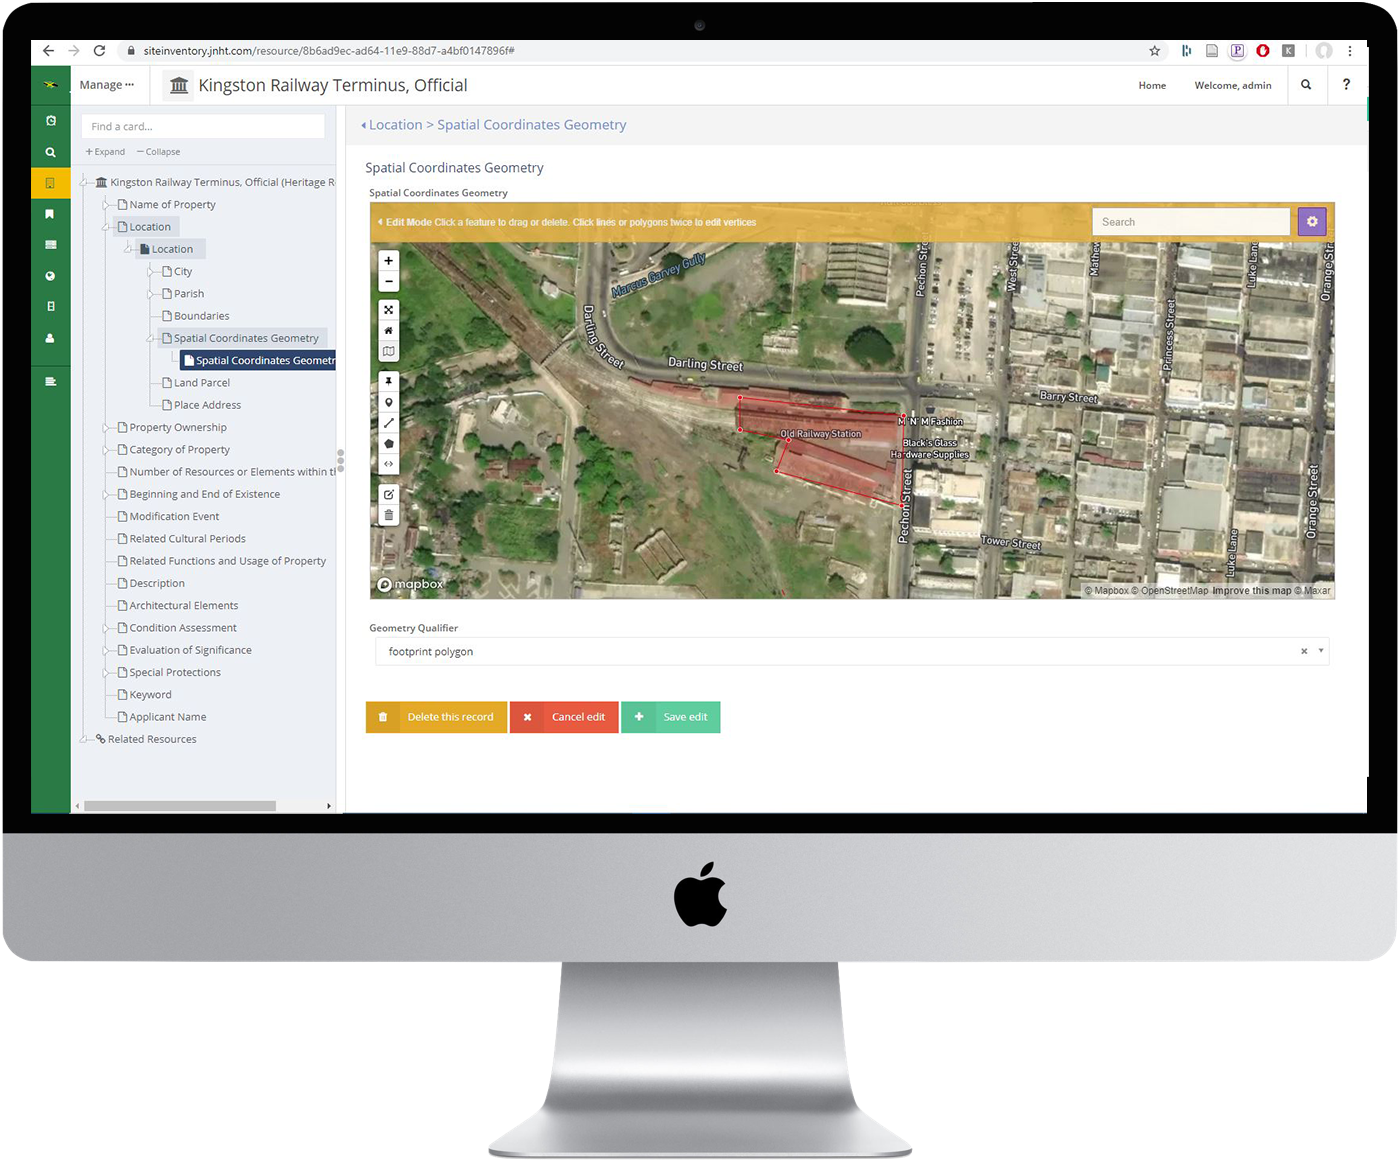 siteinventory.jnht.com/resource/8b6ad9ec-ad64-11e9-88d7-a4bf0147896f#
Manage
Kingston Railway Terminus, Official
Home
Welcome, admin
?
Find a card...
+ Expand
− Collapse
Kingston Railway Terminus, Official (Heritage R
Name of Property
Location
Location
City
Parish
Boundaries
Spatial Coordinates Geometry
Spatial Coordinates Geometr
Land Parcel
Place Address
Property Ownership
Category of Property
Number of Resources or Elements within th
Beginning and End of Existence
Modification Event
Related Cultural Periods
Related Functions and Usage of Property
Description
Architectural Elements
Condition Assessment
Evaluation of Significance
Special Protections
Keyword
Applicant Name
Related Resources
Location > Spatial Coordinates Geometry
Spatial Coordinates Geometry
Spatial Coordinates Geometry
Edit Mode Click a feature to drag or delete. Click lines or polygons twice to edit vertices
Search
Marcus Garvey Gully
Darling Street
Darling Street
Pechon Stre
West Stree
Mathew
Princess Street
Luke Lane
Orange Str
Barry Street
M 'N' M Fashion
Old Railway Station
Black's Glass
Hardware Supplies
Pechon Street
Tower Street
Luke Lane
Orange Street
mapbox
© Mapbox © OpenStreetMap Improve this map © Maxar
Geometry Qualifier
footprint polygon
Delete this record
Cancel edit
Save edit